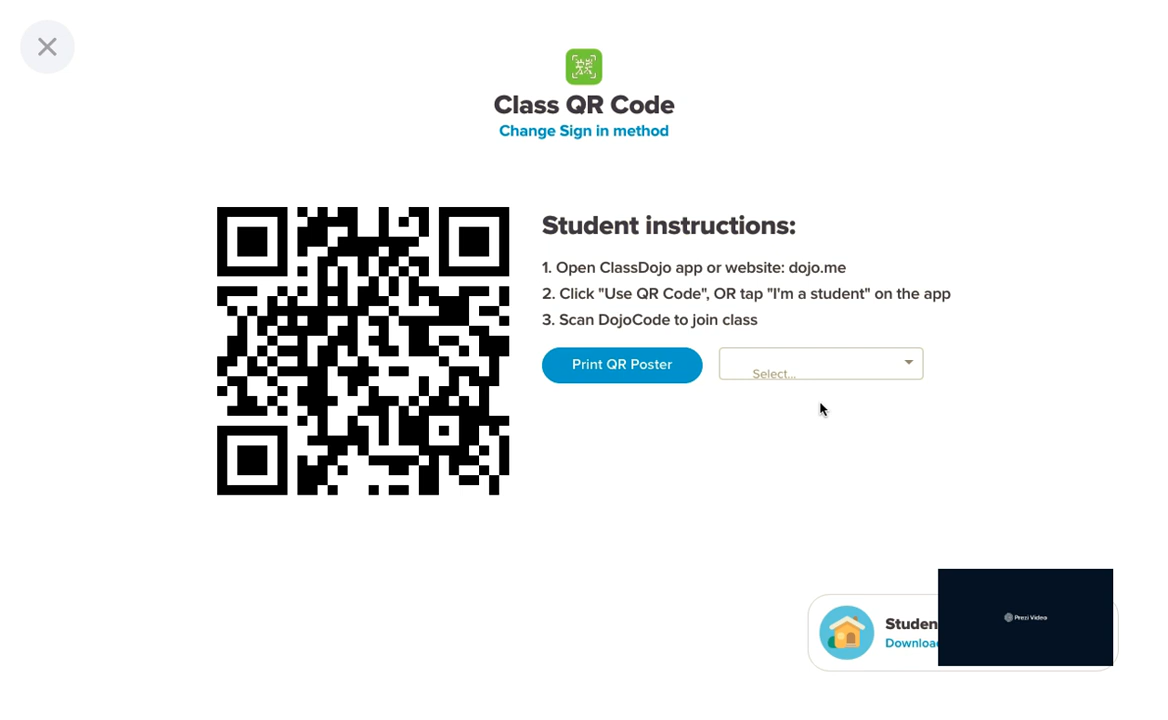 Class QR Code
Change Sign in method
Student instructions:
1. Open ClassDojo app or website: dojo.me
2. Click "Use QR Code", OR tap "I'm a student" on the app
3. Scan DojoCode to join class
Print QR Poster
Select...
Studen
Downloa
Prezi Video